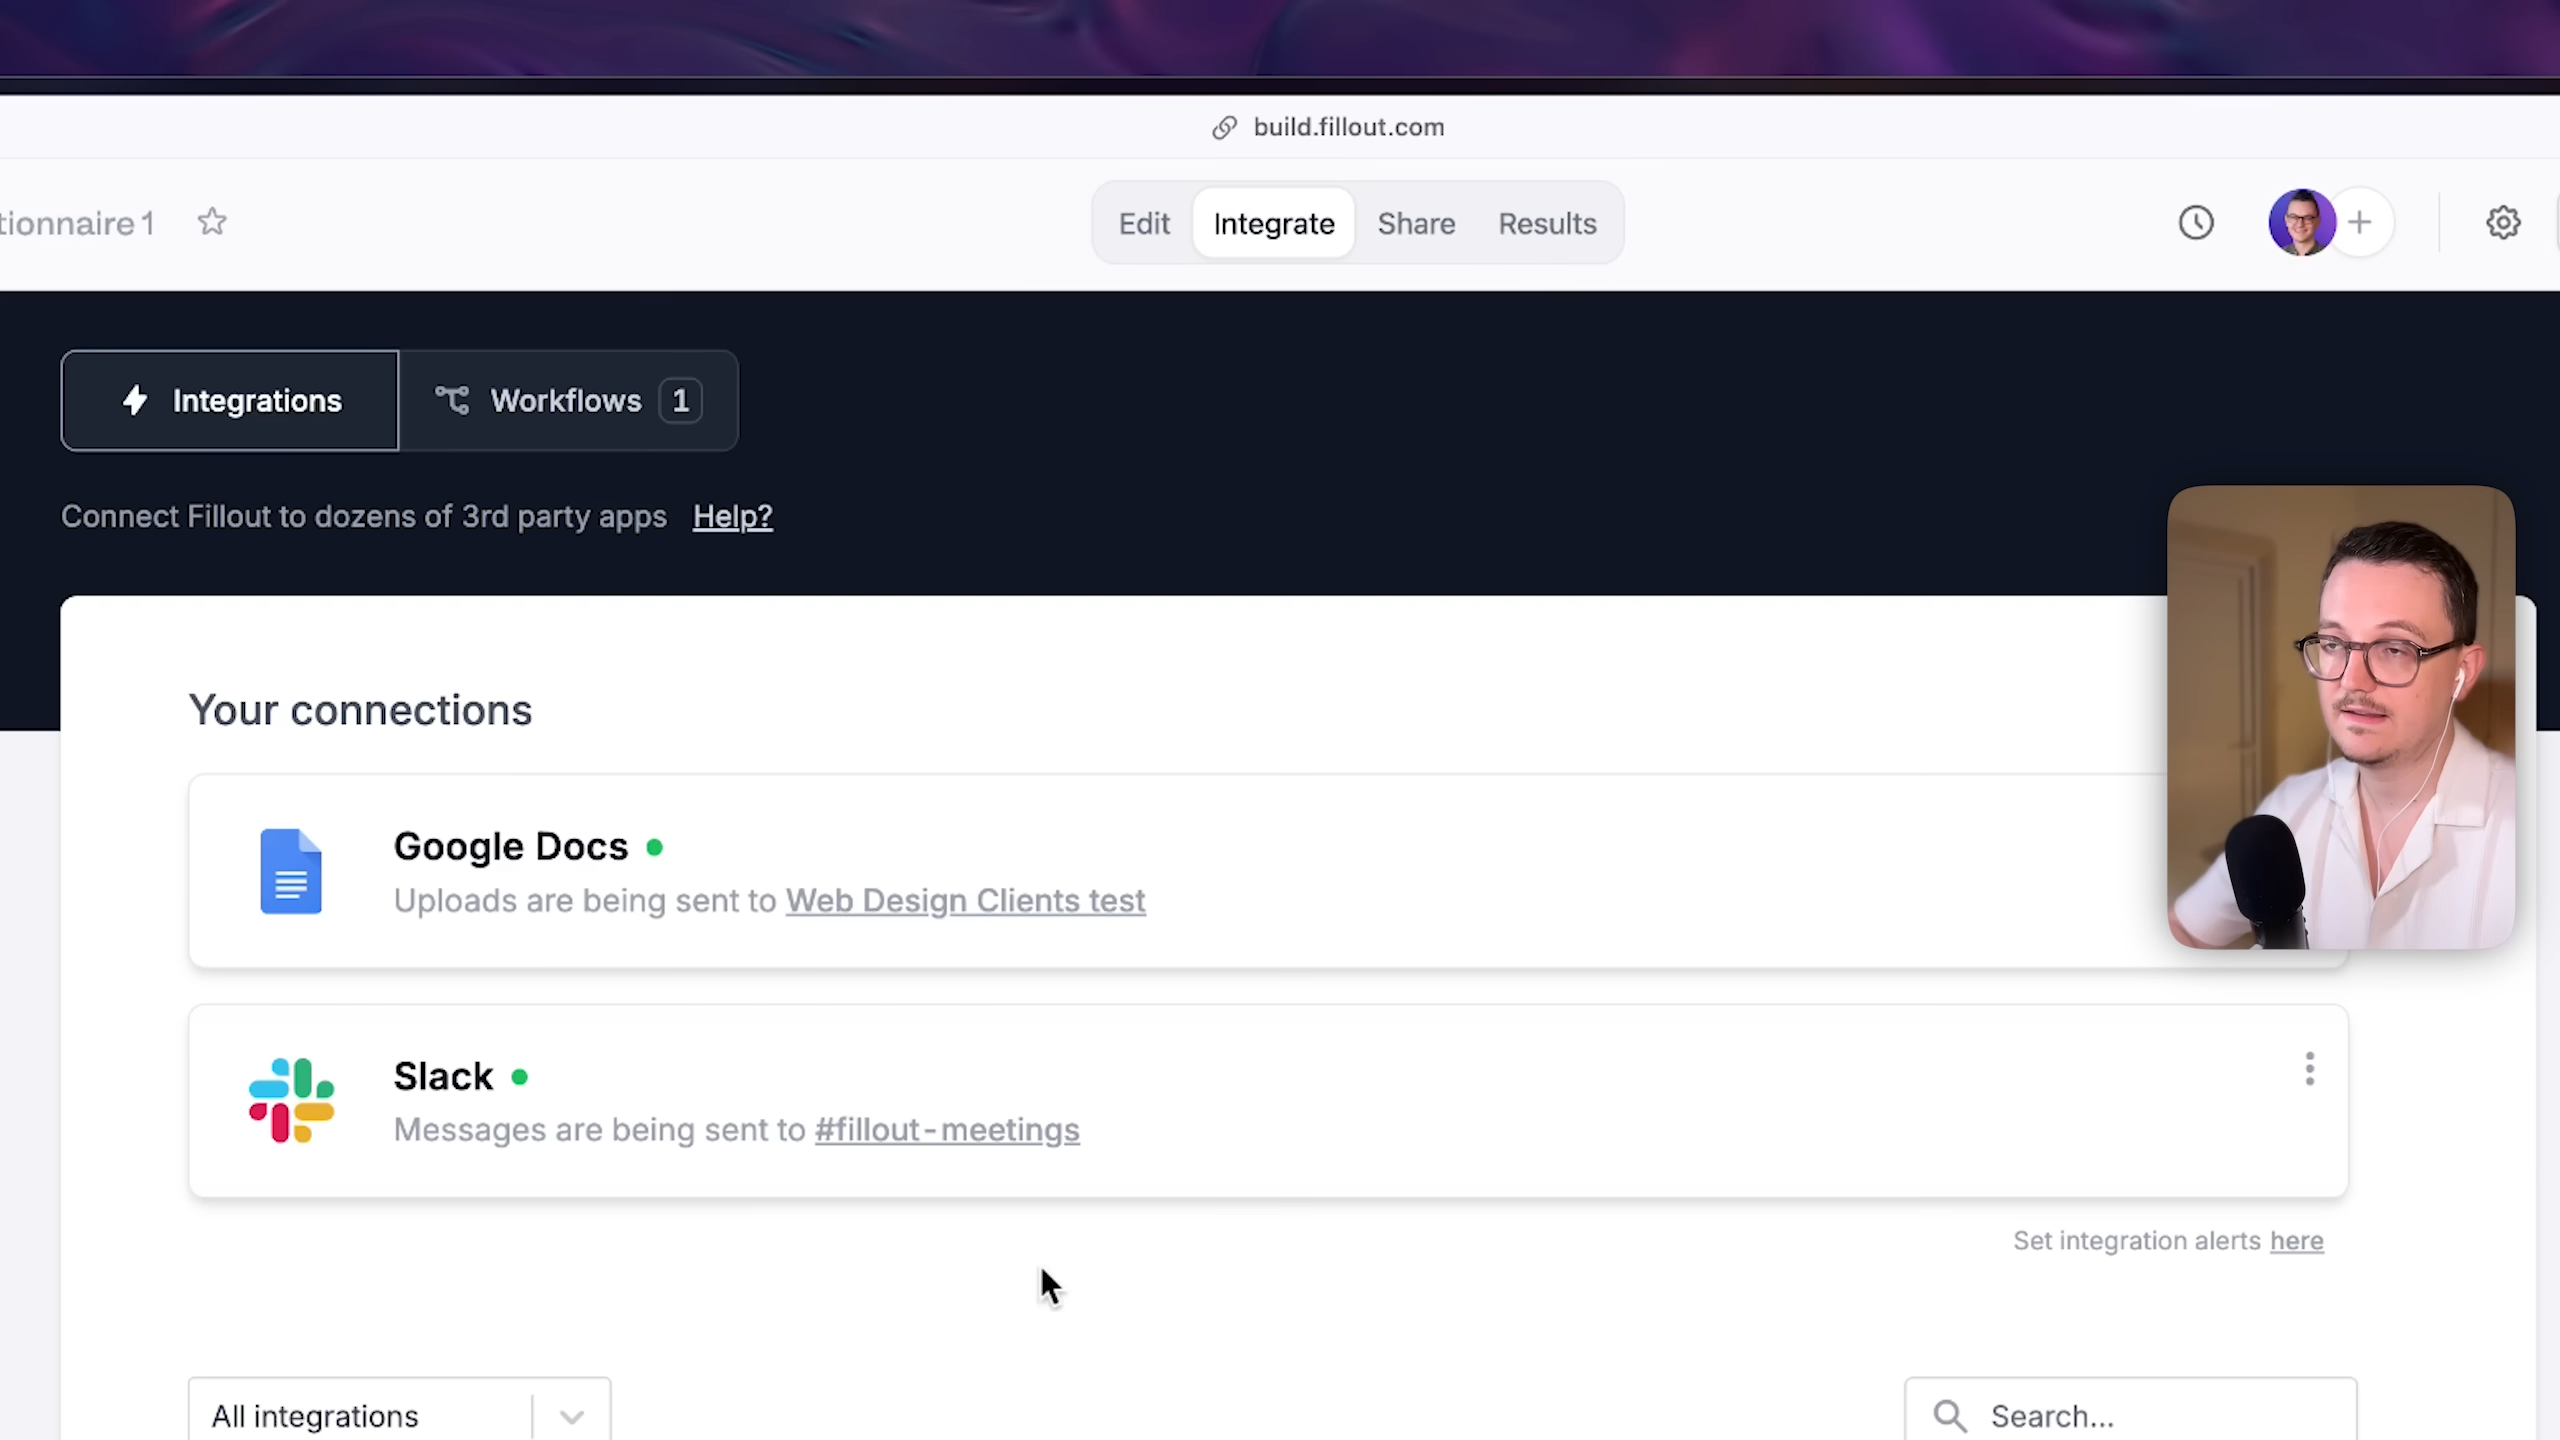 build.fillout.com
tionnaire 1
Edit Integrate Share Results
Integrations Workflows 1
Connect Fillout to dozens of 3rd party apps Help?
Your connections
Google Docs
Uploads are being sent to Web Design Clients test
Slack
Messages are being sent to #fillout-meetings
Set integration alerts here
All integrations Search...